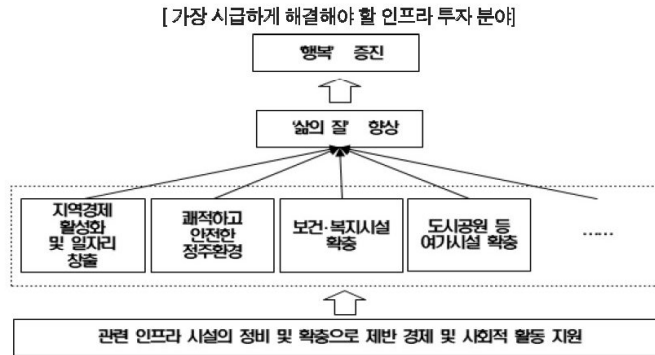 [ 가장 시급하게 해결해야 할 인프라 투자 분야]
'행복' 증진
'삶의 질' 향상
지역경제
활성화
및 일자리
창출
쾌적하고
안전한
정주환경
보건·복지시설
확충
도시공원 등
여가시설 확충
……
관련 인프라 시설의 정비 및 확충으로 제반 경제 및 사회적 활동 지원